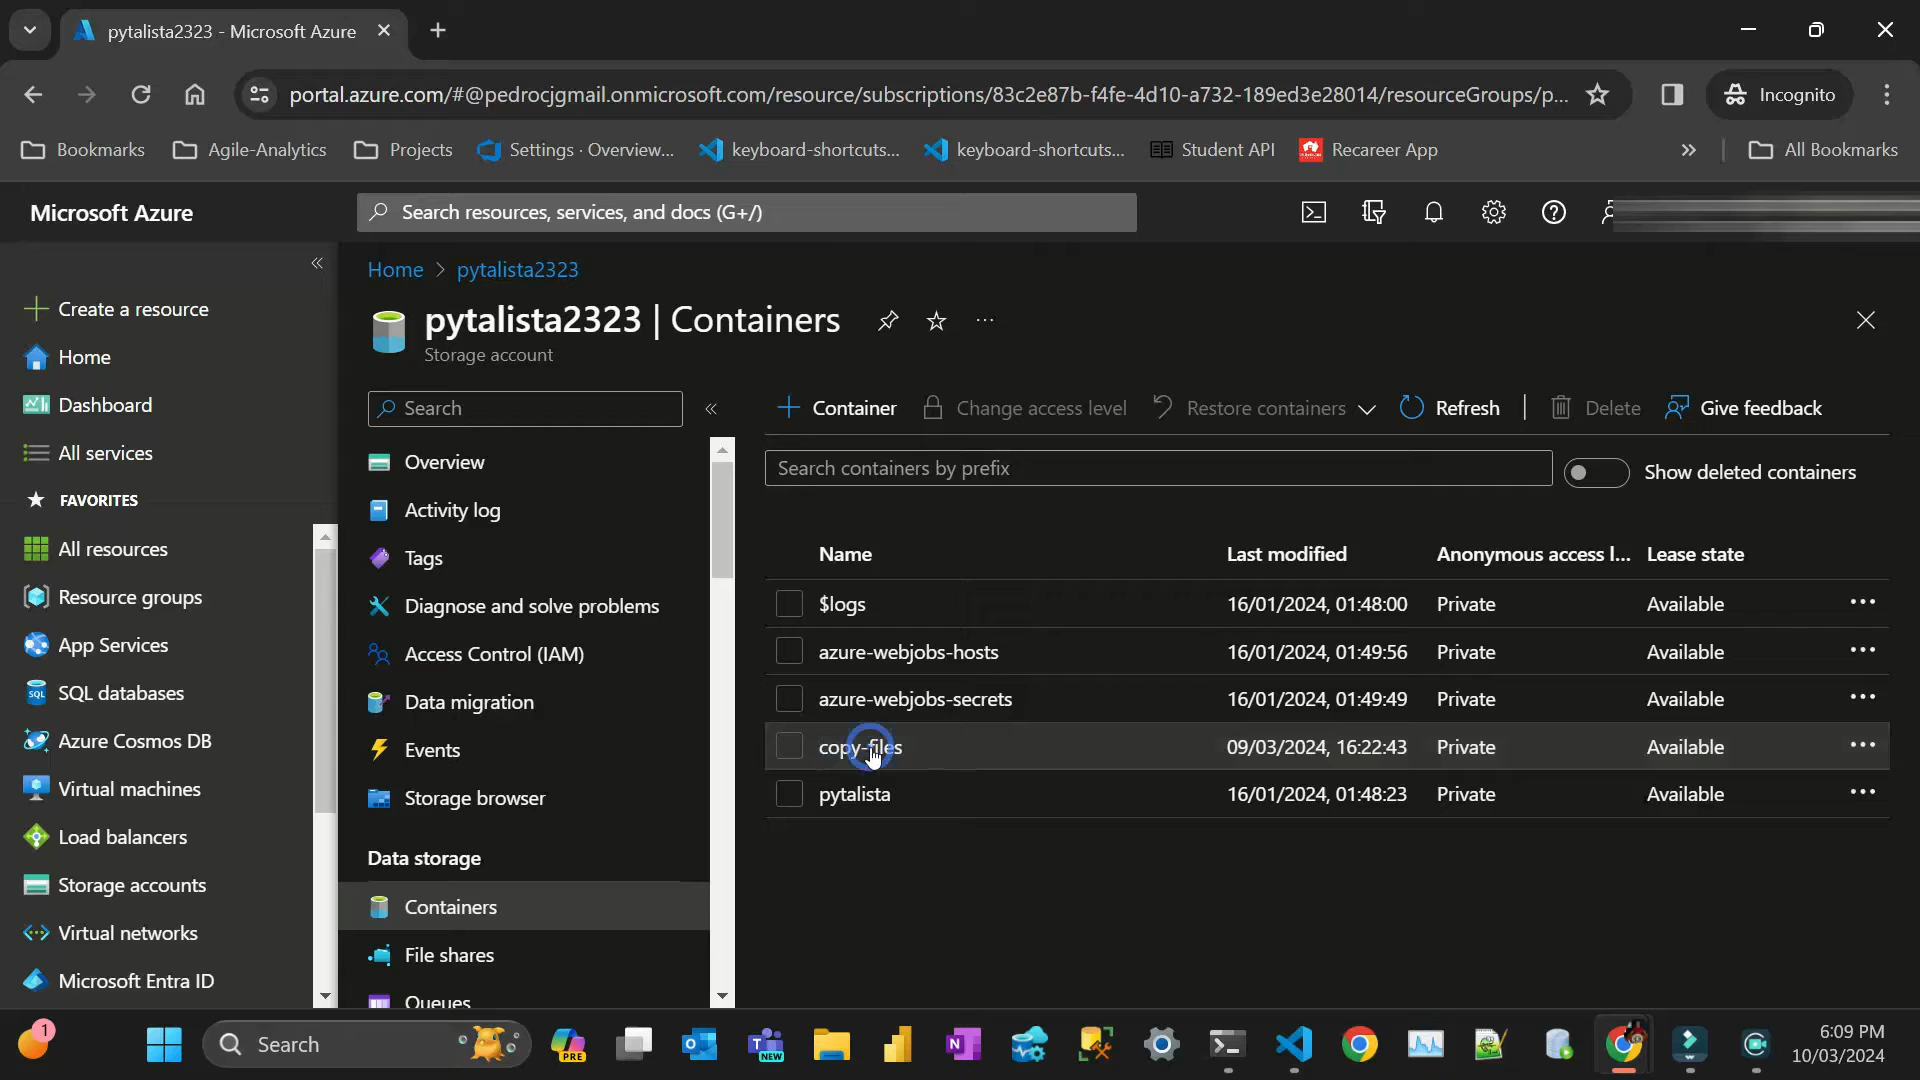 pytalista2323 - Microsoft Azure
portal.azure.com/#@pedrocjgmail.onmicrosoft.com/resource/subscriptions/83c2e87b-f4fe-4d10-a732-189ed3e28014/resourceGroups/p...
Incognito
Bookmarks
Agile-Analytics
Projects
Settings · Overview...
keyboard-shortcuts...
keyboard-shortcuts...
Student API
Recareer App
»
All Bookmarks
Microsoft Azure
Search resources, services, and docs (G+/)
Create a resource
Home
Dashboard
All services
FAVORITES
All resources
Resource groups
App Services
SQL databases
Azure Cosmos DB
Virtual machines
Load balancers
Storage accounts
Virtual networks
Microsoft Entra ID
Home > pytalista2323
pytalista2323 | Containers
Storage account
Search
Overview
Activity log
Tags
Diagnose and solve problems
Access Control (IAM)
Data migration
Events
Storage browser
Data storage
Containers
File shares
Queues
Container
Change access level
Restore containers
Refresh
Delete
Give feedback
Search containers by prefix
Show deleted containers
Name Last modified Anonymous access l... Lease state
$logs 16/01/2024, 01:48:00 Private Available
azure-webjobs-hosts 16/01/2024, 01:49:56 Private Available
azure-webjobs-secrets 16/01/2024, 01:49:49 Private Available
copy-files 09/03/2024, 16:22:43 Private Available
pytalista 16/01/2024, 01:48:23 Private Available
1
Search
PRE
NEW
6:09 PM
10/03/2024